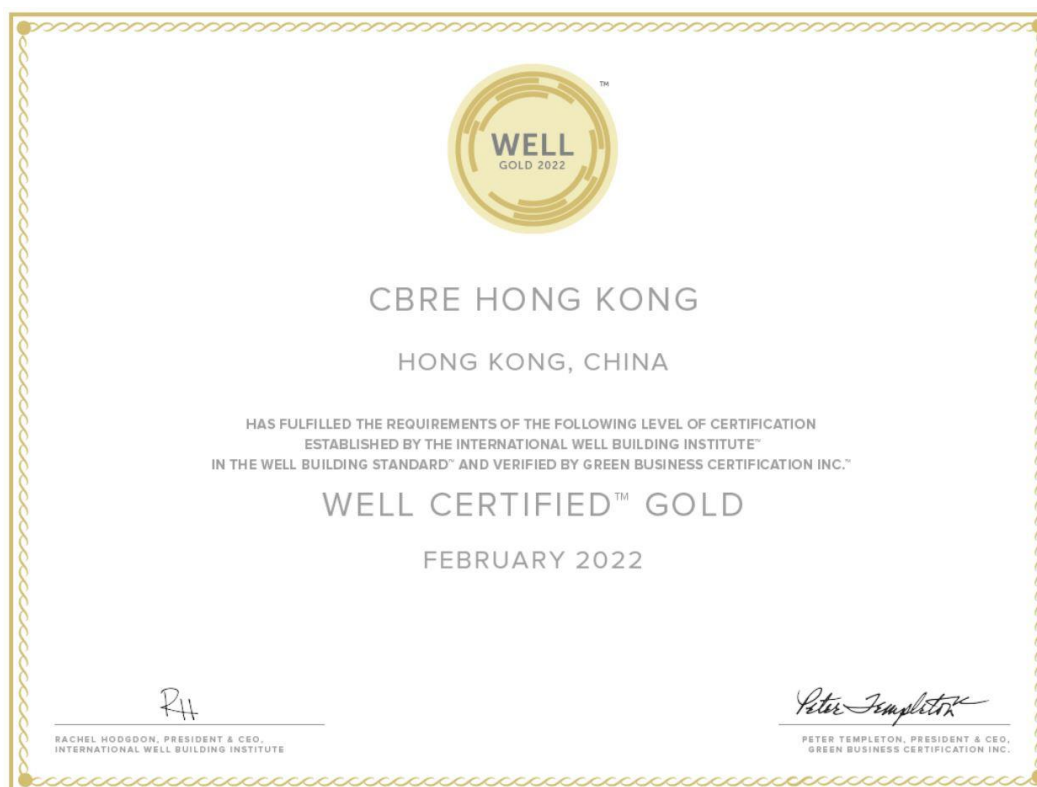 WELL
™
GOLD 2022
CBRE HONG KONG
HONG KONG, CHINA
HAS FULFILLED THE REQUIREMENTS OF THE FOLLOWING LEVEL OF CERTIFICATION
ESTABLISHED BY THE INTERNATIONAL WELL BUILDING INSTITUTE™
IN THE WELL BUILDING STANDARD™ AND VERIFIED BY GREEN BUSINESS CERTIFICATION INC.™
WELL CERTIFIED™ GOLD
FEBRUARY 2022
RH
RACHEL HODGDON, PRESIDENT & CEO,
INTERNATIONAL WELL BUILDING INSTITUTE
Peter Templeton
PETER TEMPLETON, PRESIDENT & CEO,
GREEN BUSINESS CERTIFICATION INC.